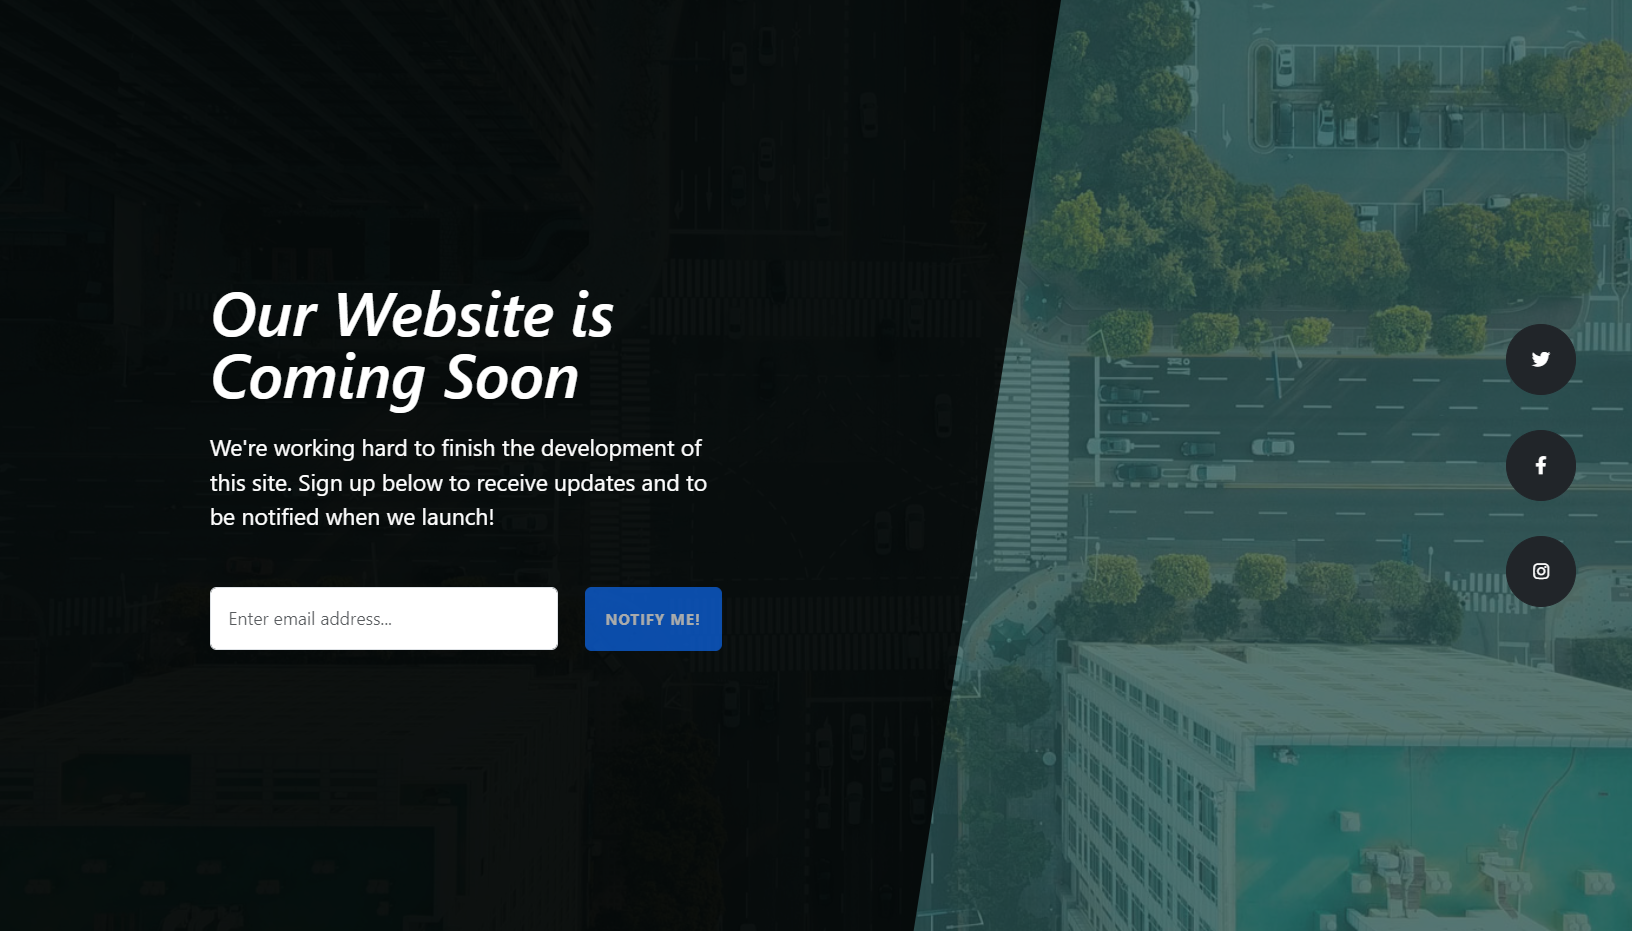 Our Website is
Coming Soon
We're working hard to finish the development of
this site. Sign up below to receive updates and to
be notified when we launch!
Enter email address...
NOTIFY ME!